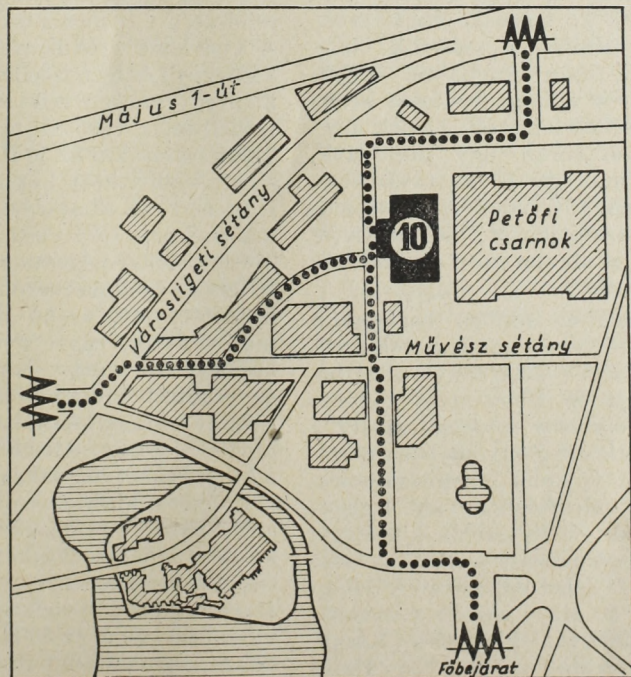 Május 1-út
Városligeti sétány
10
Petőfi
csarnok
Művész sétány
Főbejárat